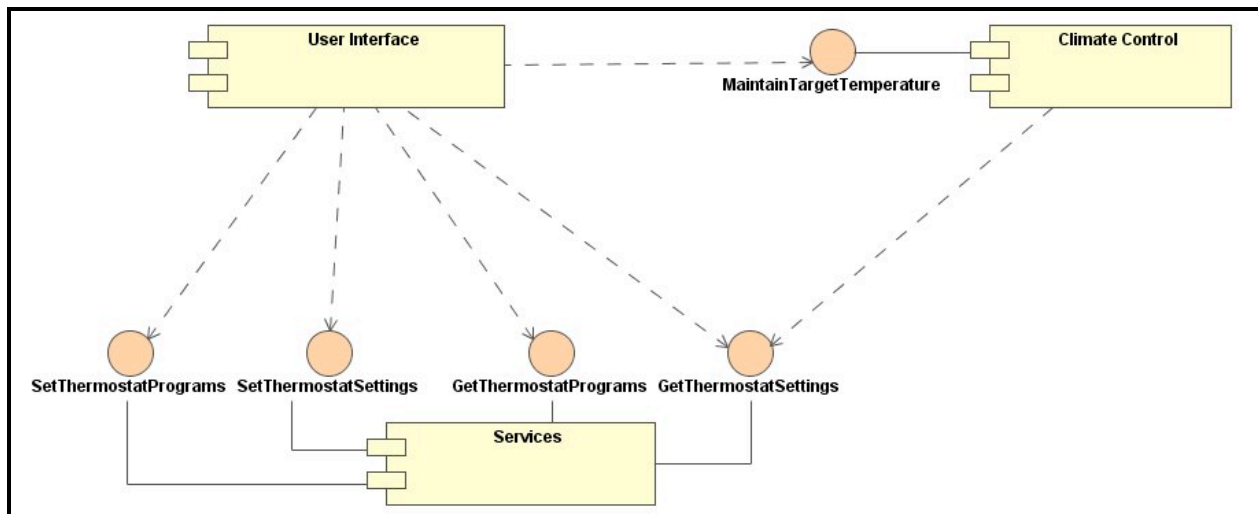 User Interface
Climate Control
MaintainTargetTemperature
SetThermostatPrograms
SetThermostatSettings
GetThermostatPrograms
GetThermostatSettings
Services